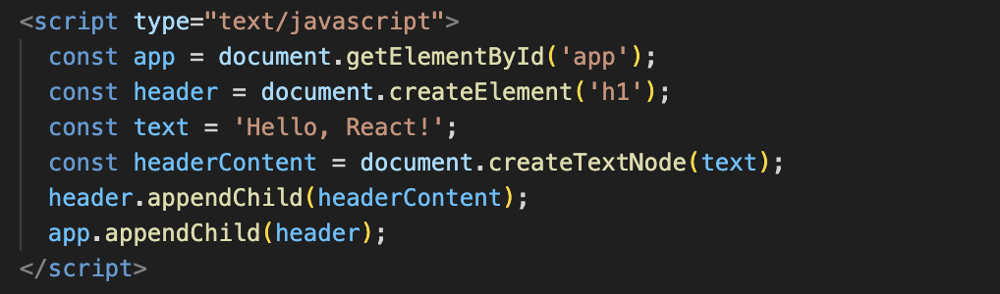 <script type="text/javascript">
  const app = document.getElementById('app');
  const header = document.createElement('h1');
  const text = 'Hello, React!';
  const headerContent = document.createTextNode(text);
  header.appendChild(headerContent);
  app.appendChild(header);
</script>